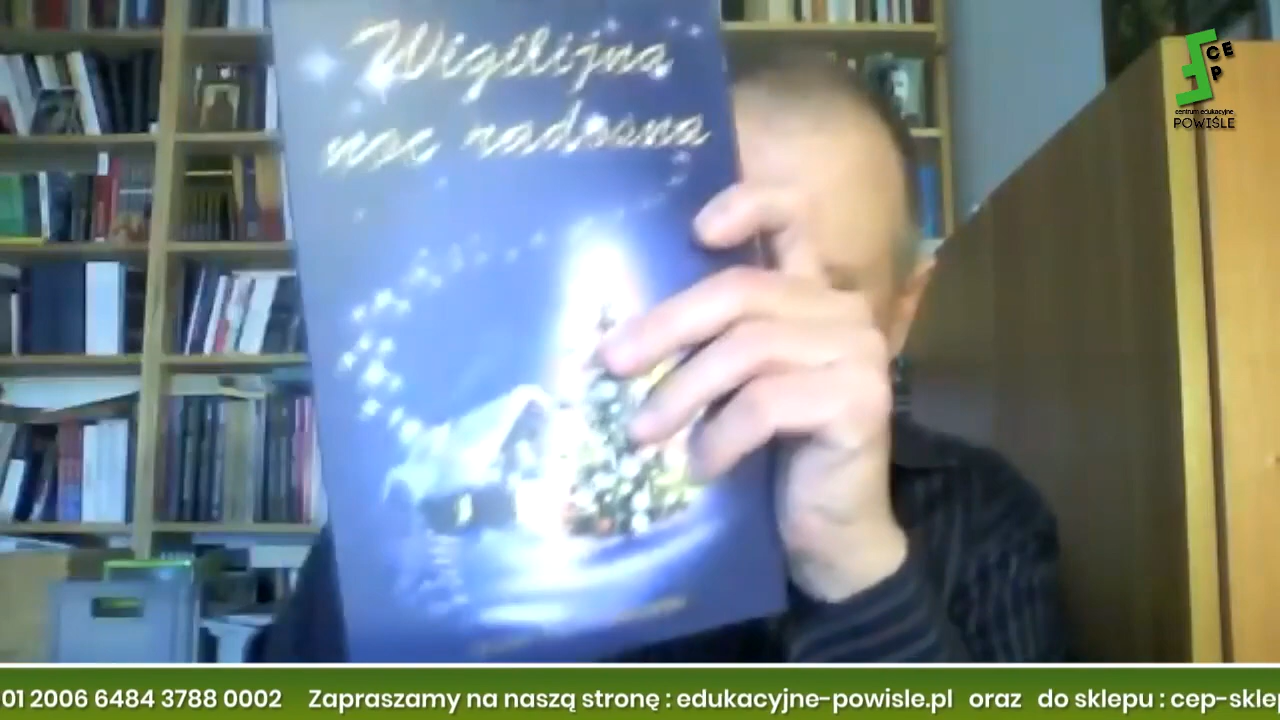 Wigilijna
noc radosna
CEP
centrum edukacyjne
POWIŚLE
01 2006 6484 3788 0002 Zapraszamy na naszą stronę : edukacyjne-powisle.pl oraz do sklepu : cep-sklep